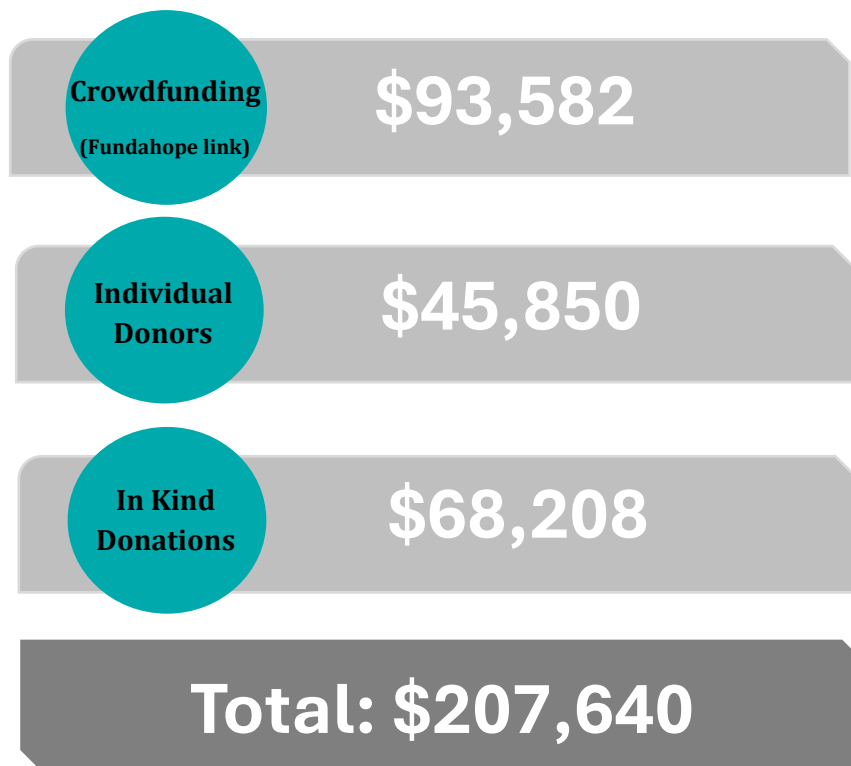 Crowdfunding
(Fundahope link)
$93,582
Individual
Donors
$45,850
In Kind
Donations
$68,208
Total: $207,640